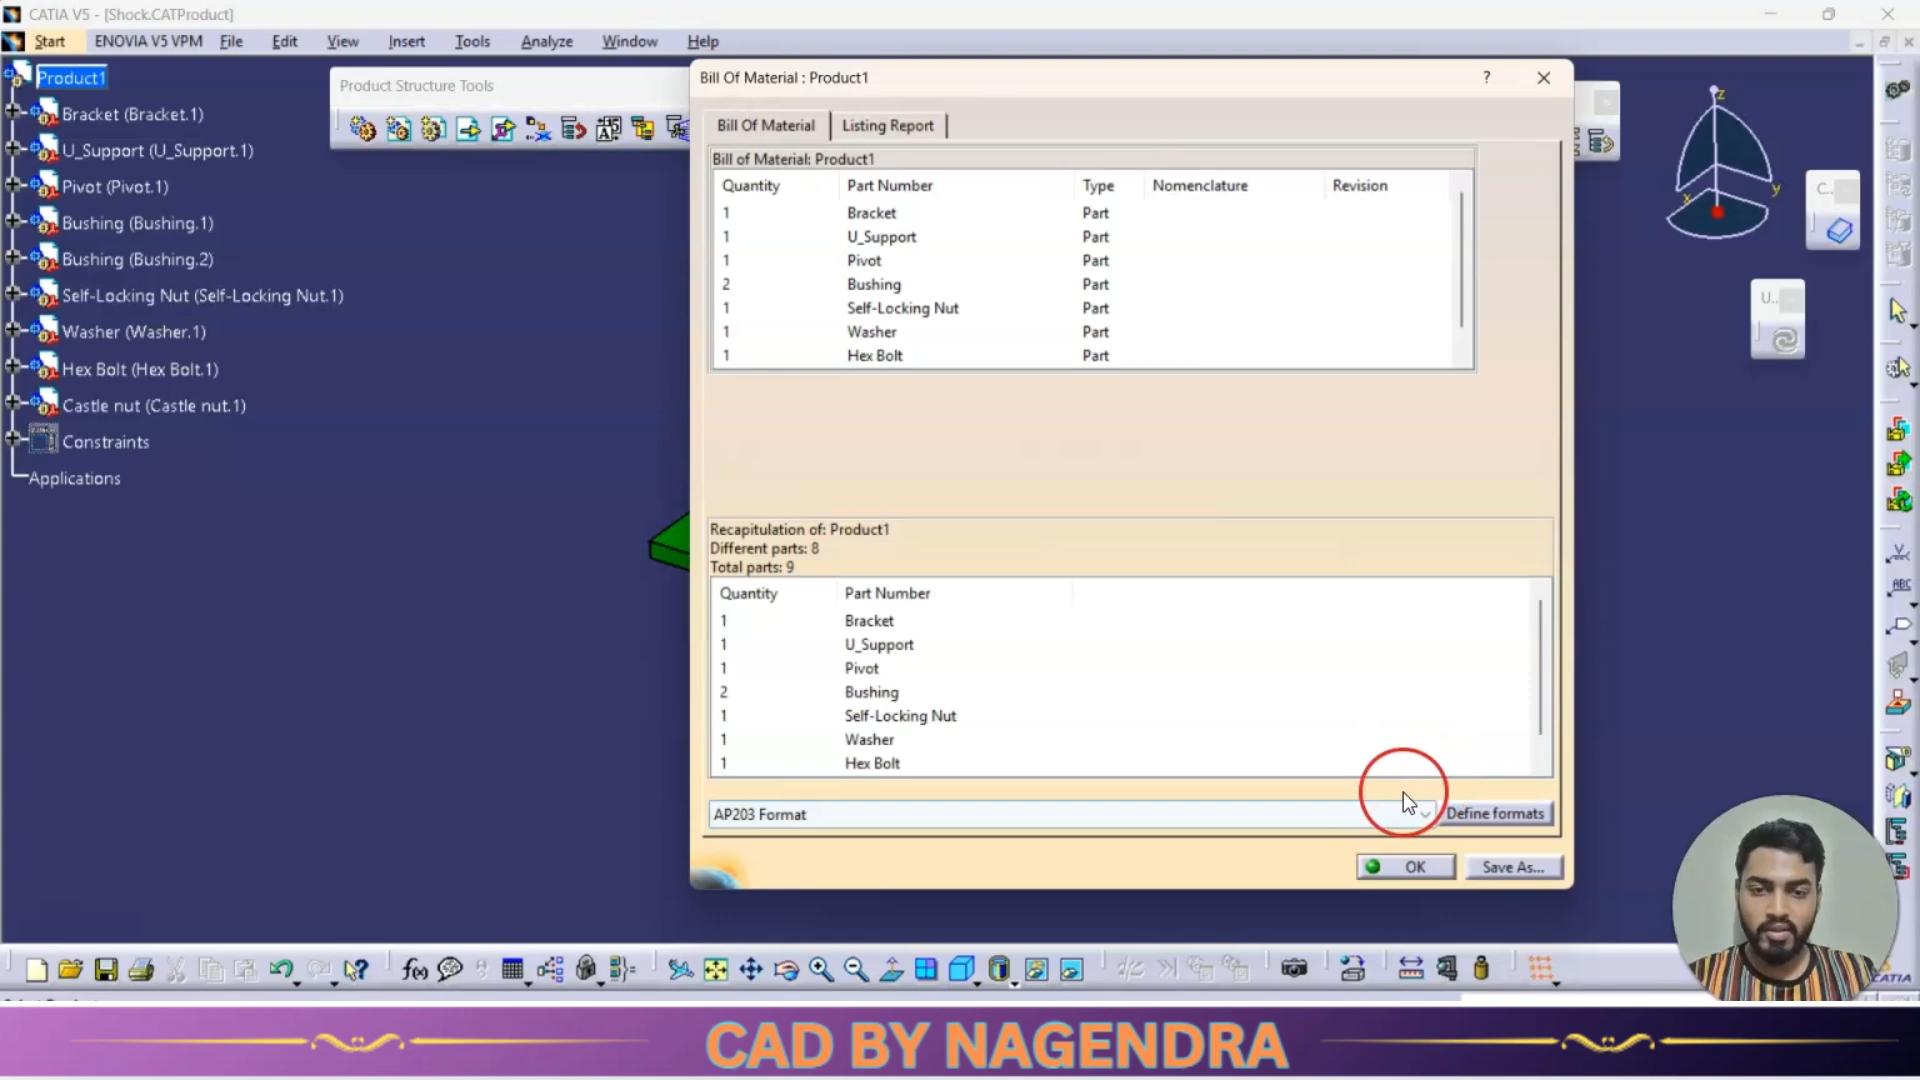 CATIA V5 - [Shock.CATProduct]
Start ENOVIA V5 VPM File Edit View Insert Tools Analyze Window Help
Product1
Bracket (Bracket.1)
U_Support (U_Support.1)
Pivot (Pivot.1)
Bushing (Bushing.1)
Bushing (Bushing.2)
Self-Locking Nut (Self-Locking Nut.1)
Washer (Washer.1)
Hex Bolt (Hex Bolt.1)
Castle nut (Castle nut.1)
Constraints
Applications
Product Structure Tools
Bill Of Material : Product1
Bill Of Material Listing Report
Bill of Material: Product1
Quantity Part Number Type Nomenclature Revision
1 Bracket Part
1 U_Support Part
1 Pivot Part
2 Bushing Part
1 Self-Locking Nut Part
1 Washer Part
1 Hex Bolt Part
Recapitulation of: Product1
Different parts: 8
Total parts: 9
Quantity Part Number
1 Bracket
1 U_Support
1 Pivot
2 Bushing
1 Self-Locking Nut
1 Washer
1 Hex Bolt
AP203 Format Define formats
OK Save As...
z
y
x
C...
U...
ABC
f(x)
CATIA
CAD BY NAGENDRA